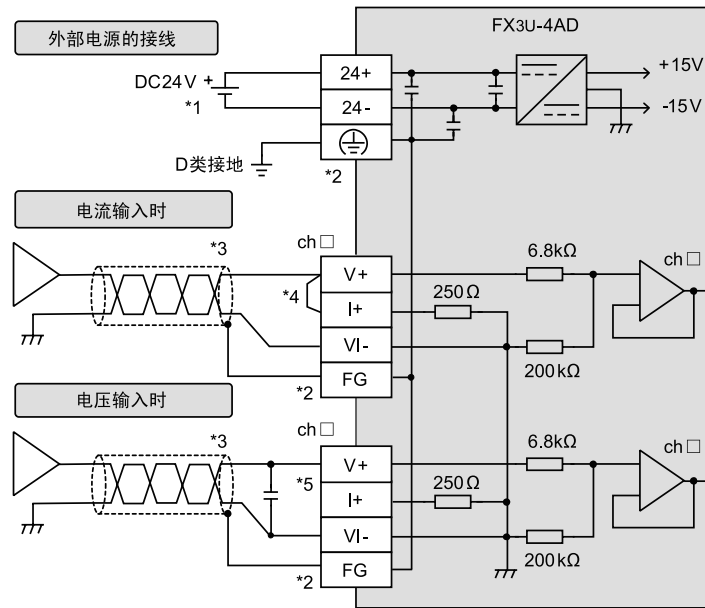 外部电源的接线
FX3U-4AD
DC24V +
*1
24+
24-
+15V
-15V
D类接地
*2
电流输入时
*3
ch□
*4
V+
I+
VI-
FG
*2
6.8kΩ
250Ω
200kΩ
ch□
电压输入时
*3
ch□
*5
V+
I+
VI-
FG
*2
6.8kΩ
250Ω
200kΩ
ch□